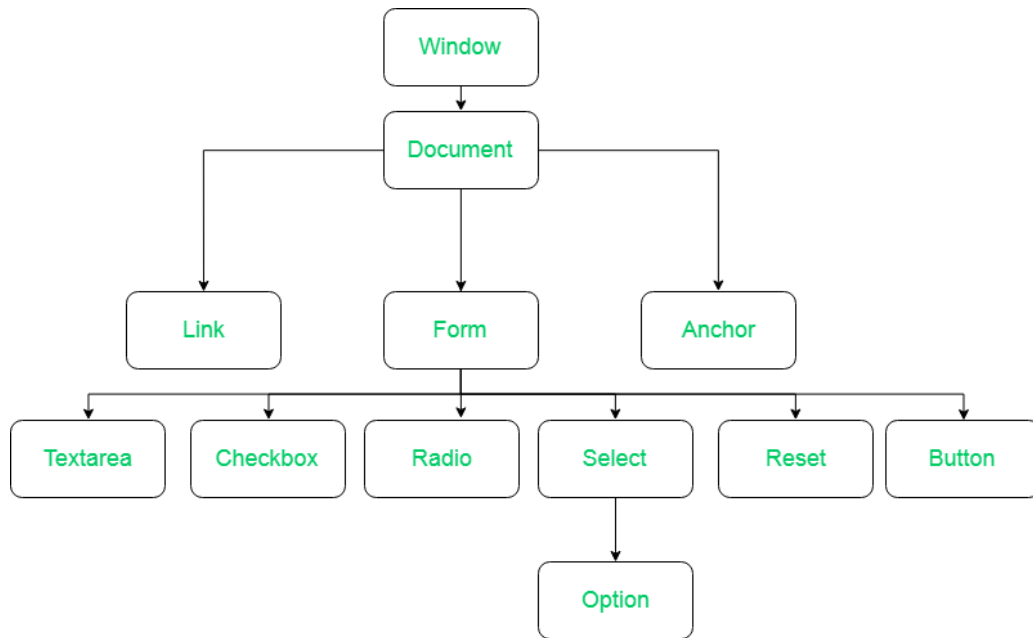 Window
Document
Link
Form
Anchor
Textarea
Checkbox
Radio
Select
Reset
Button
Option